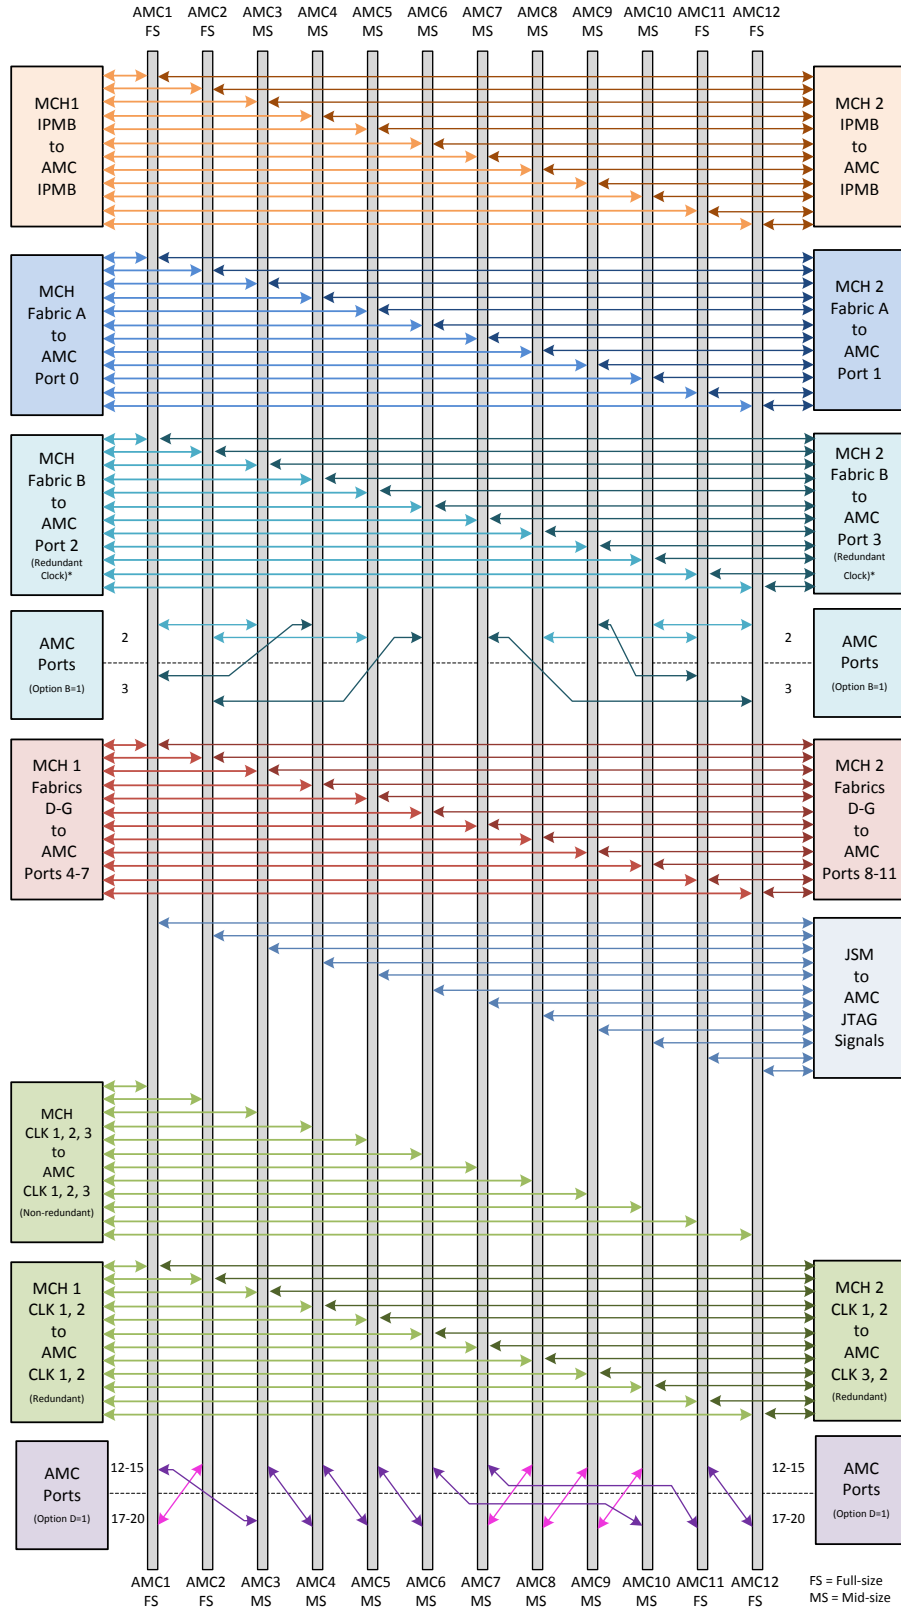 AMC1 AMC2 AMC3 AMC4 AMC5 AMC6 AMC7 AMC8 AMC9 AMC10 AMC11 AMC12
FS FS MS MS MS MS MS MS MS MS FS FS
MCH1
IPMB
to
AMC
IPMB
MCH 2
IPMB
to
AMC
IPMB
MCH
Fabric A
to
AMC
Port 0
MCH 2
Fabric A
to
AMC
Port 1
MCH
Fabric B
to
AMC
Port 2
(Redundant
Clock)*
MCH 2
Fabric B
to
AMC
Port 3
(Redundant
Clock)*
AMC
Ports
(Option B=1)
2
3
2
3
AMC
Ports
(Option B=1)
MCH 1
Fabrics
D-G
to
AMC
Ports 4-7
MCH 2
Fabrics
D-G
to
AMC
Ports 8-11
JSM
to
AMC
JTAG
Signals
MCH
CLK 1, 2, 3
to
AMC
CLK 1, 2, 3
(Non-redundant)
MCH 1
CLK 1, 2
to
AMC
CLK 1, 2
(Redundant)
MCH 2
CLK 1, 2
to
AMC
CLK 3, 2
(Redundant)
AMC
Ports
(Option D=1)
12-15
17-20
12-15
17-20
AMC
Ports
(Option D=1)
AMC1 AMC2 AMC3 AMC4 AMC5 AMC6 AMC7 AMC8 AMC9 AMC10 AMC11 AMC12
FS FS MS MS MS MS MS MS MS MS FS FS
FS = Full-size
MS = Mid-size